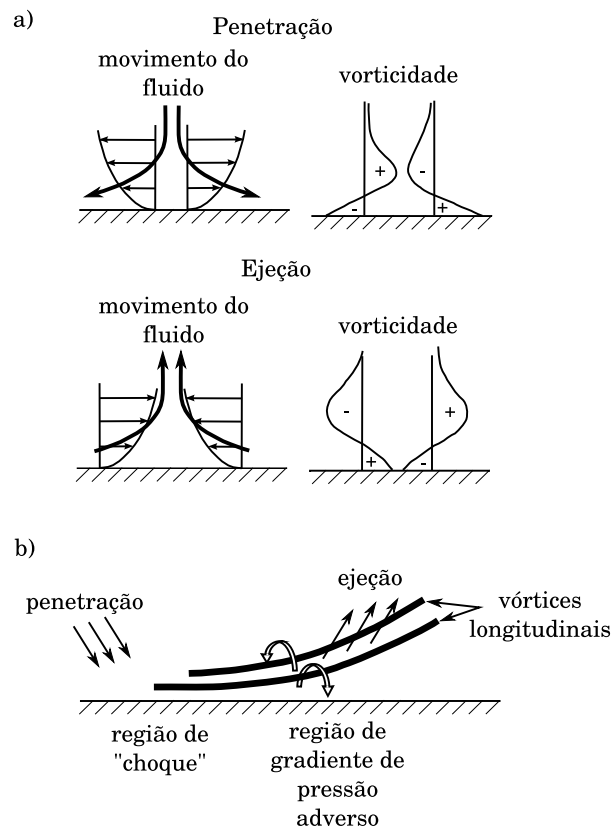 a)
Penetração
movimento do
fluido
vorticidade
+
-
-
+
Ejeção
movimento do
fluido
vorticidade
-
+
+
-
b)
penetração
ejeção
vórtices
longitudinais
região de
"choque"
região de
gradiente de
pressão
adverso